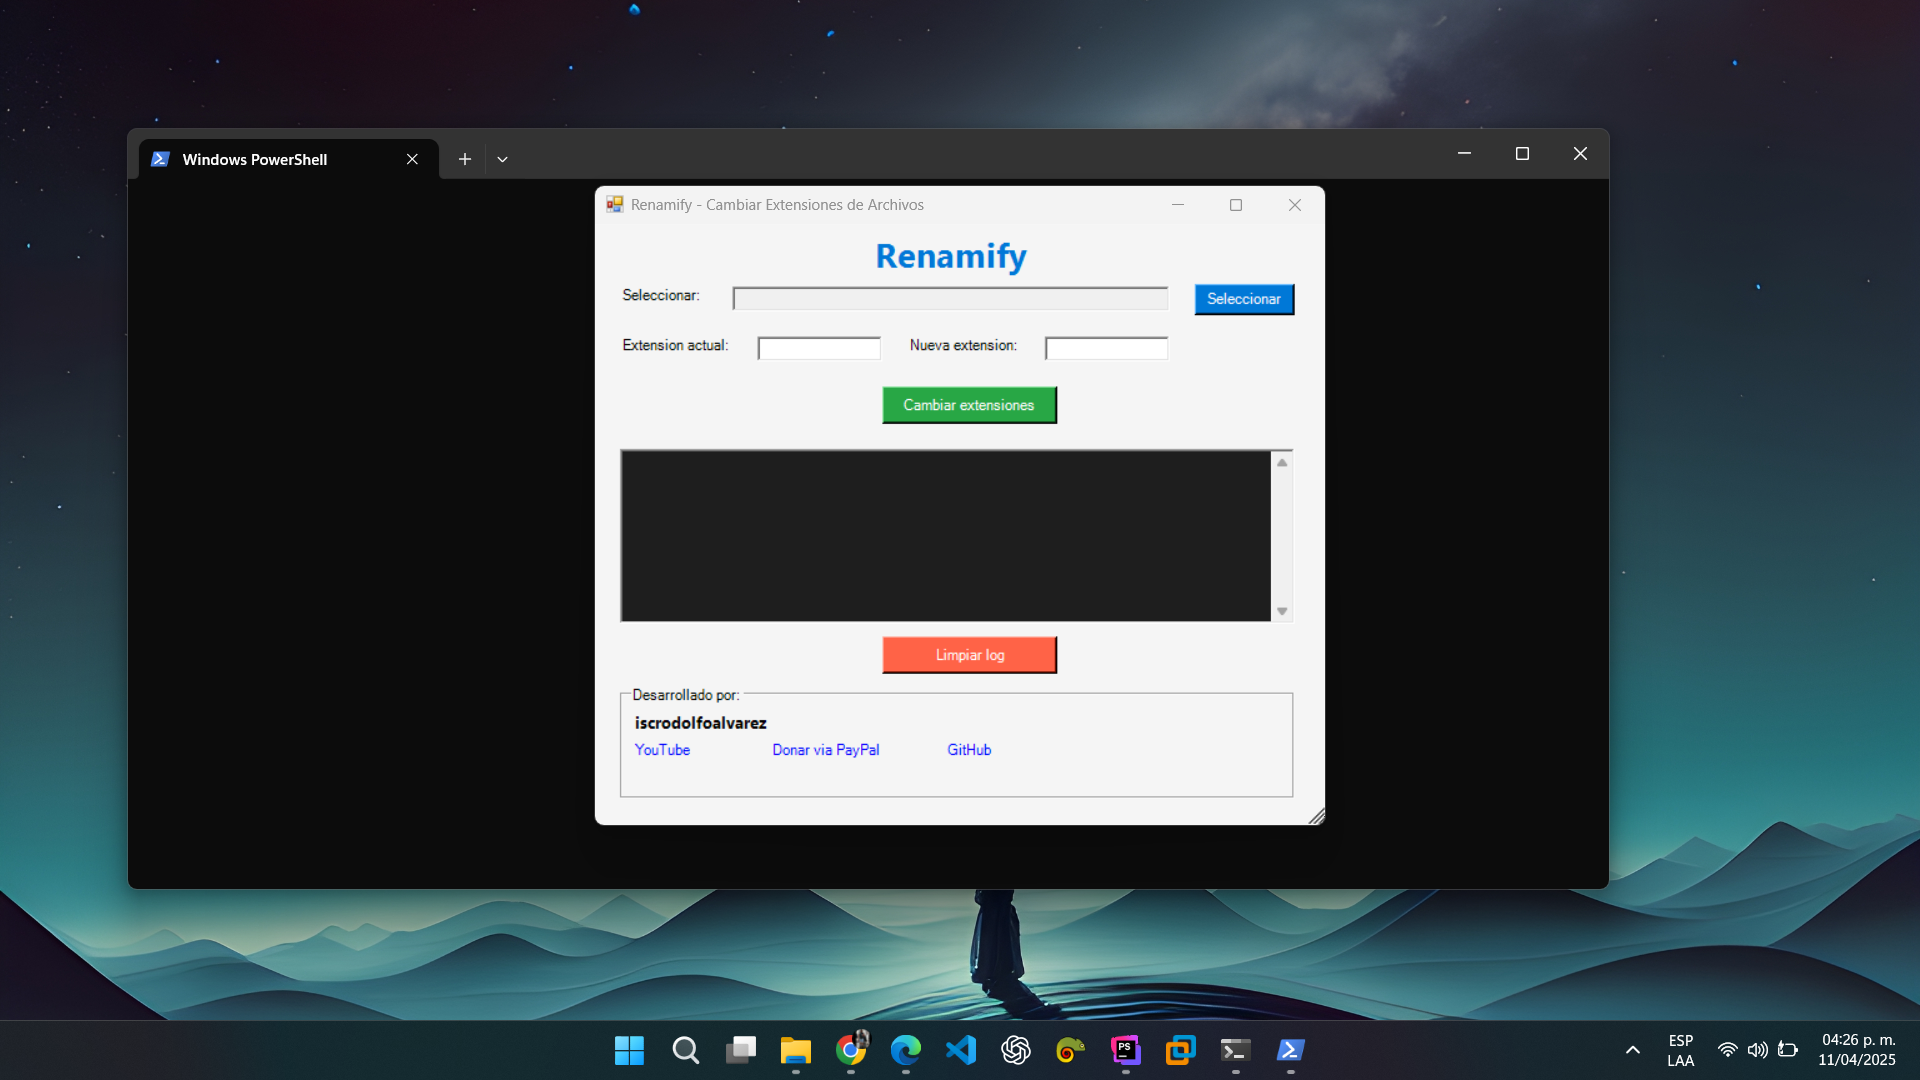 Windows PowerShell
Renamify - Cambiar Extensiones de Archivos
Renamify
Seleccionar:
Seleccionar
Extension actual:
Nueva extension:
Cambiar extensiones
Limpiar log
Desarrollado por:
iscrodolfoalvarez
YouTube
Donar via PayPal
GitHub
PS
ESP
LAA
04:26 p. m.
11/04/2025